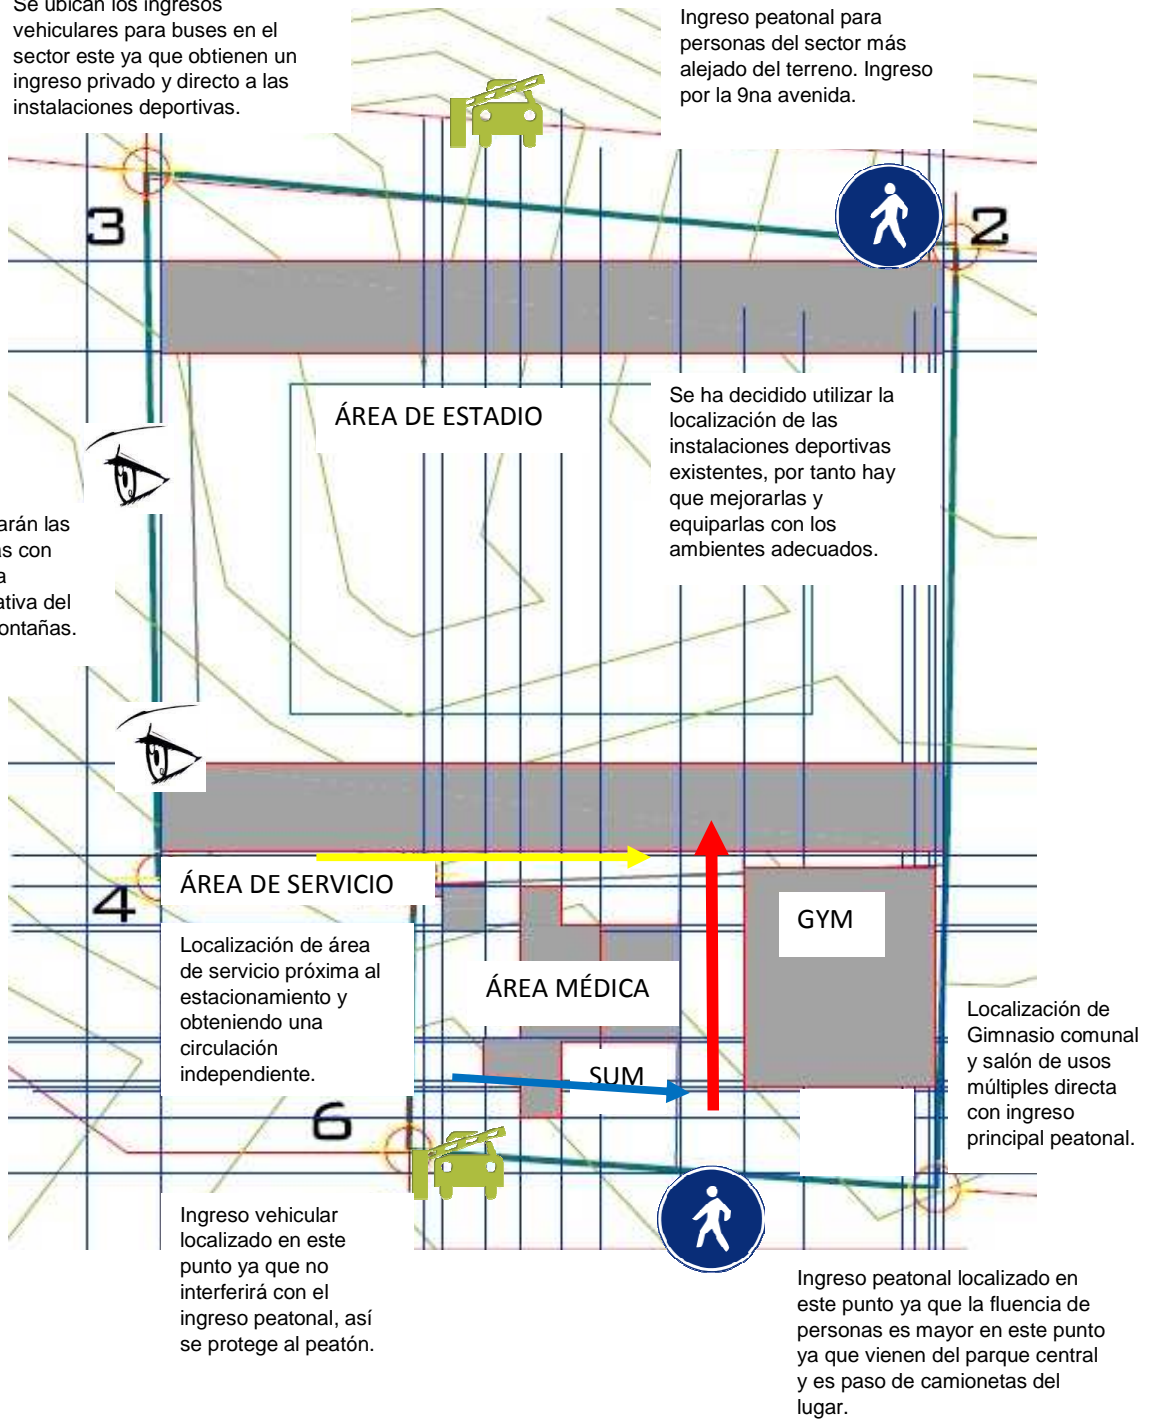 Se ubican los ingresos
vehiculares para buses en el
sector este ya que obtienen un
ingreso privado y directo a las
instalaciones deportivas.
Ingreso peatonal para
personas del sector más
alejado del terreno. Ingreso
por la 9na avenida.
3
2
ÁREA DE ESTADIO
Se ha decidido utilizar la
localización de las
instalaciones deportivas
existentes, por tanto hay
que mejorarlas y
equiparlas con los
ambientes adecuados.
arán las
as con
a
ativa del
ontañas.
4
ÁREA DE SERVICIO
Localización de área
de servicio próxima al
estacionamiento y
obteniendo una
circulación
independiente.
GYM
ÁREA MÉDICA
SUM
Localización de
Gimnasio comunal
y salón de usos
múltiples directa
con ingreso
principal peatonal.
6
Ingreso vehicular
localizado en este
punto ya que no
interferirá con el
ingreso peatonal, así
se protege al peatón.
Ingreso peatonal localizado en
este punto ya que la fluencia de
personas es mayor en este punto
ya que vienen del parque central
y es paso de camionetas del
lugar.